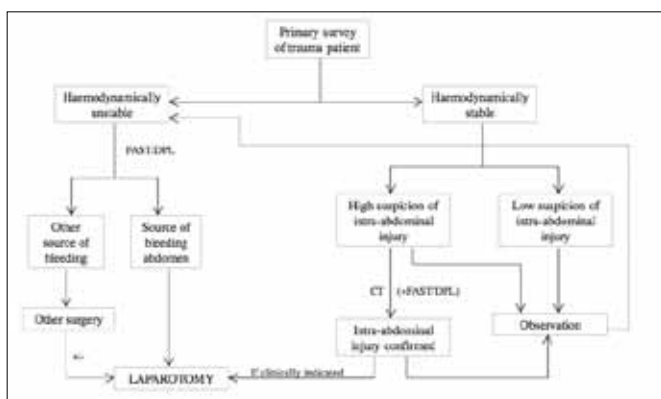 Primary survey
of trauma patient
Haemodynamically
unstable
Haemodynamically
stable
FAST/DPL
High suspicion of
intra-abdominal
injury
Low suspicion of
intra-abdominal
injury
Other
source of
bleeding
Source of
bleeding
abdomen
CT (+FAST/DPL)
Other surgery
Intra-abdominal
injury confirmed
Observation
+/-
LAPAROTOMY
If clinically indicated